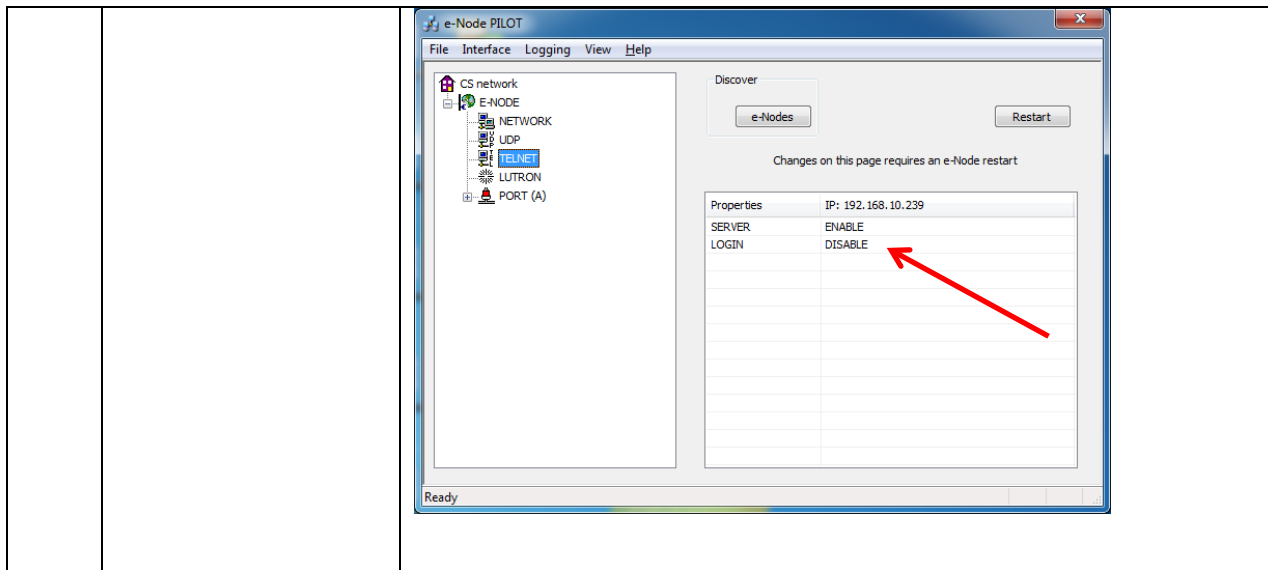 e-Node PILOT
File Interface Logging View Help
CS network
E-NODE
NETWORK
UDP
TELNET
LUTRON
PORT (A)
Discover
e-Nodes
Restart
Changes on this page requires an e-Node restart
Properties IP: 192.168.10.239
SERVER ENABLE
LOGIN DISABLE
Ready